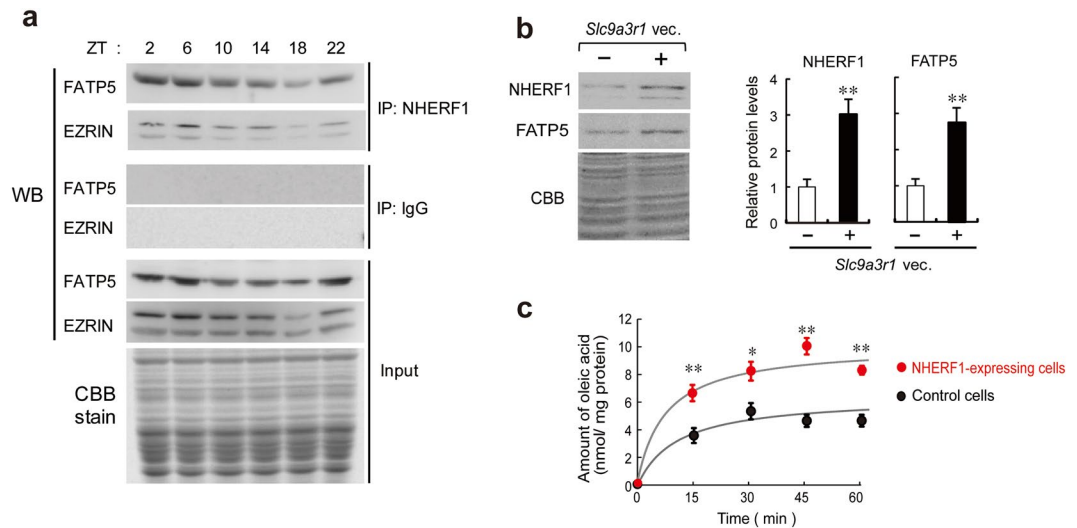 a
ZT : 2 6 10 14 18 22
WB
FATP5
EZRIN
IP: NHERF1
FATP5
EZRIN
IP: IgG
FATP5
EZRIN
CBB
stain
Input
b
Slc9a3r1 vec.
− +
NHERF1
FATP5
CBB
NHERF1 FATP5
Relative protein levels
4
3
2
1
0
** **
− + − +
Slc9a3r1 vec.
c
Amount of oleic acid
(nmol/ mg protein)
12
10
8
6
4
2
0
** * ** **
0 15 30 45 60
Time ( min )
NHERF1-expressing cells
Control cells